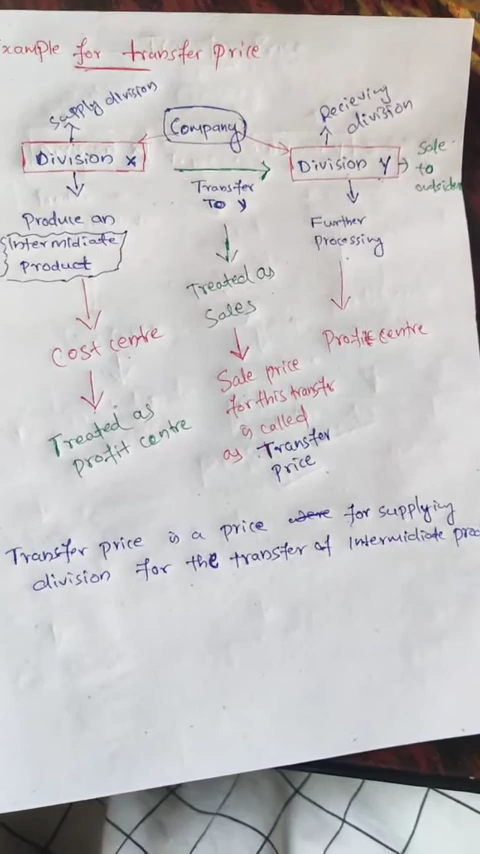 xample for transfer price
Supply division
Company
Recieving
division
Division X
Division Y
Sale
to
outsider
Transfer
To Y
Produce an
Intermidiate
Product
Further
Processing
Treated as
Sales
Cost centre
Profit centre
Sale price
for this transfer
is called
as Transfer
Price
Treated as
profit centre
Transfer price is a price for supplying
division for the transfer of Intermidiate pro